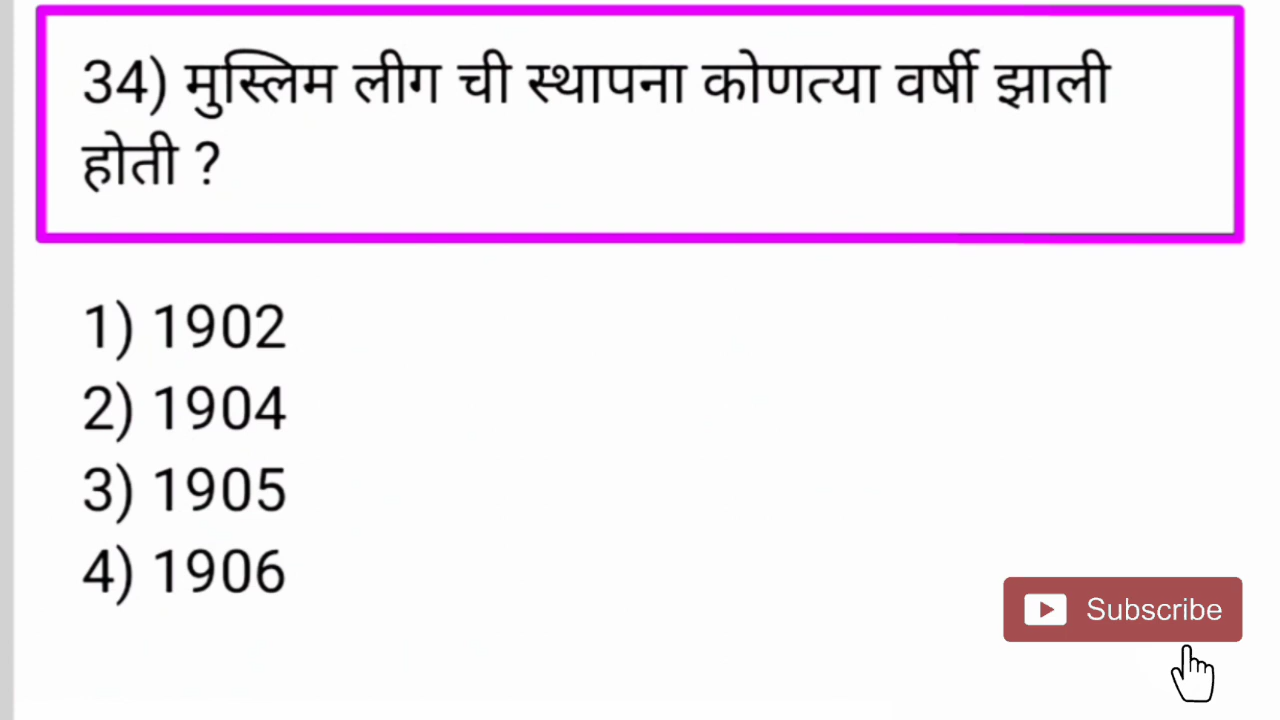 34) मुस्लिम लीग ची स्थापना कोणत्या वर्षी झाली
होती ?
1) 1902
2) 1904
3) 1905
4) 1906
Subscribe